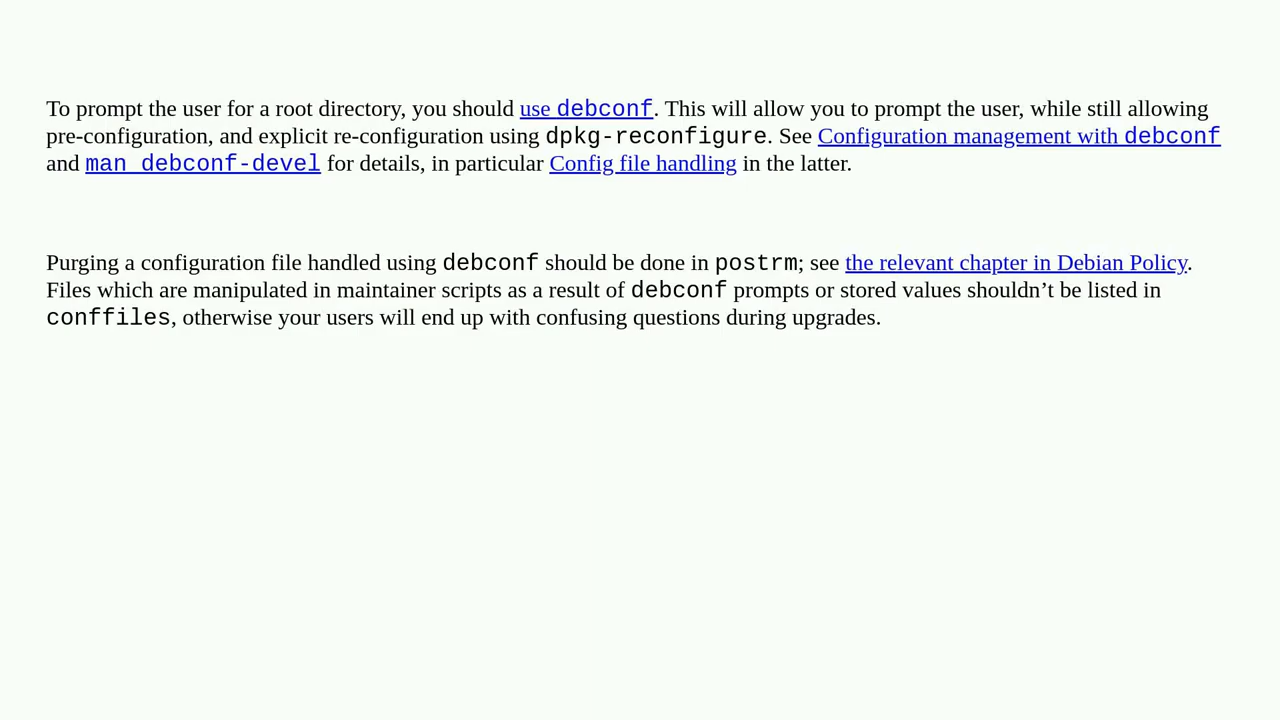 To prompt the user for a root directory, you should use debconf. This will allow you to prompt the user, while still allowing
pre-configuration, and explicit re-configuration using dpkg-reconfigure. See Configuration management with debconf
and man debconf-devel for details, in particular Config file handling in the latter.
Purging a configuration file handled using debconf should be done in postrm; see the relevant chapter in Debian Policy.
Files which are manipulated in maintainer scripts as a result of debconf prompts or stored values shouldn’t be listed in
conffiles, otherwise your users will end up with confusing questions during upgrades.